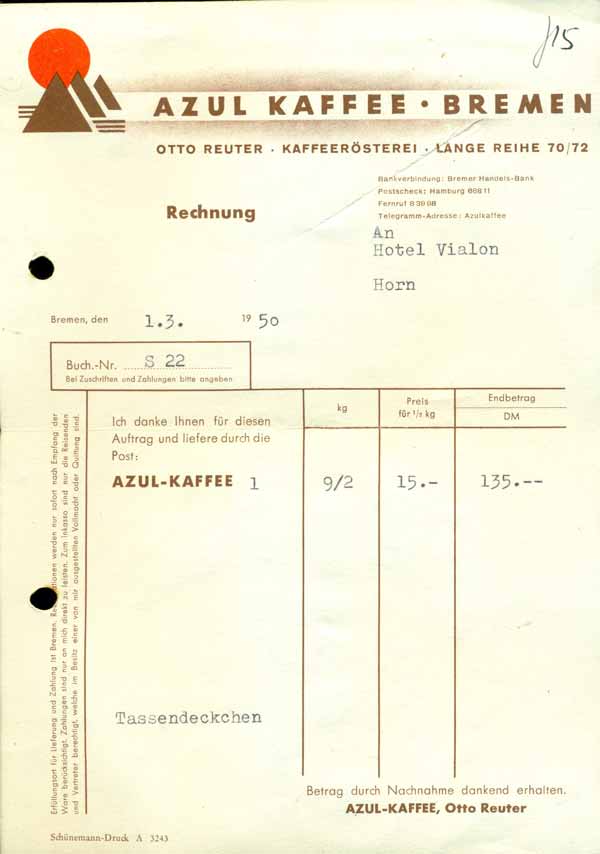 J15
AZUL KAFFEE · BREMEN
OTTO REUTER · KAFFEERÖSTEREI · LANGE REIHE 70/72
Bankverbindung: Bremer Handels-Bank
Postscheck: Hamburg 66811
Fernruf 83998
Telegramm-Adresse: Azulkaffee
Rechnung
An
Hotel Vialon
Horn
Bremen, den 1.3. 1950
Buch.-Nr. S 22
Bei Zuschriften und Zahlungen bitte angeben
kg
Preis
für 1/2 kg
Endbetrag
DM
Ich danke Ihnen für diesen
Auftrag und liefere durch die
Post:
AZUL-KAFFEE 1 9/2 15.- 135.--
Tassendeckchen
Erfüllungsort für Lieferung und Zahlung ist Bremen. werden nur sofort nach Empfang der
Ware berücksichtigt. Zahlungen sind nur an mich direkt zu leisten. Zum Inkasso sind nur die Reisenden
und Vertreter berechtigt, welche im Besitz einer von mir ausgestellten Vollmacht oder Quittung sind.
Betrag durch Nachnahme dankend erhalten.
AZUL-KAFFEE, Otto Reuter
Schünemann-Druck A 3243